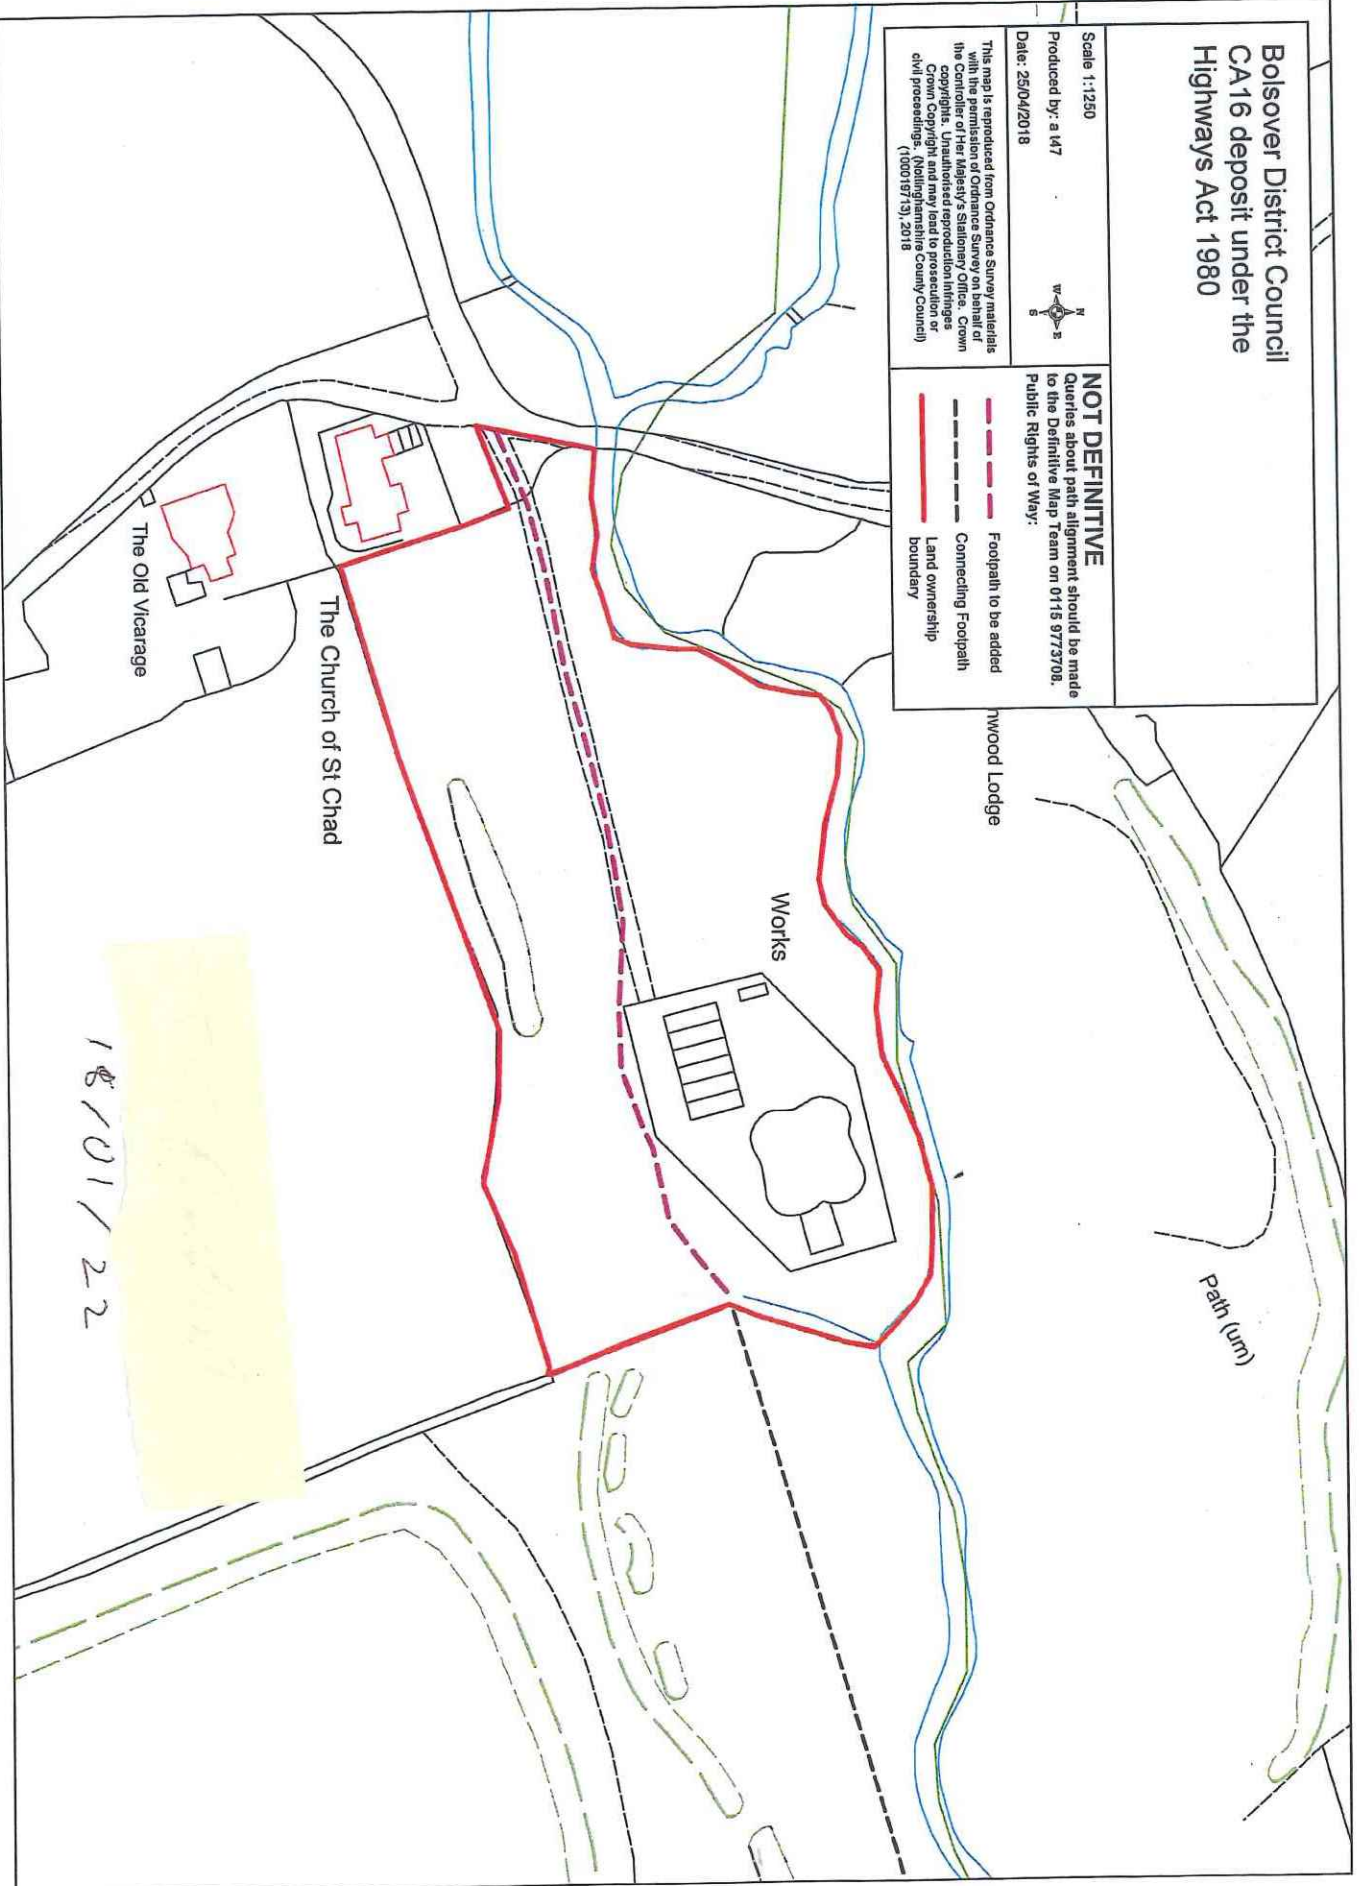 Bolsover District Council
CA16 deposit under the
Highways Act 1980
Scale 1:1250
Produced by: a t47
Date: 25/04/2018
N
W E
S
This map is reproduced from Ordnance Survey materials
with the permission of Ordnance Survey on behalf of
the Controller of Her Majesty's Stationery Office. Crown
copyrights. Unauthorised reproduction infringes
Crown Copyright and may lead to prosecution or
civil proceedings. (Nottinghamshire County Council)
(100019713), 2018
NOT DEFINITIVE
Queries about path alignment should be made
to the Definitive Map Team on 0115 9773708.
Public Rights of Way:
Footpath to be added
Connecting Footpath
Land ownership
boundary
nwood Lodge
Path (um)
Works
The Church of St Chad
The Old Vicarage
18/01/22